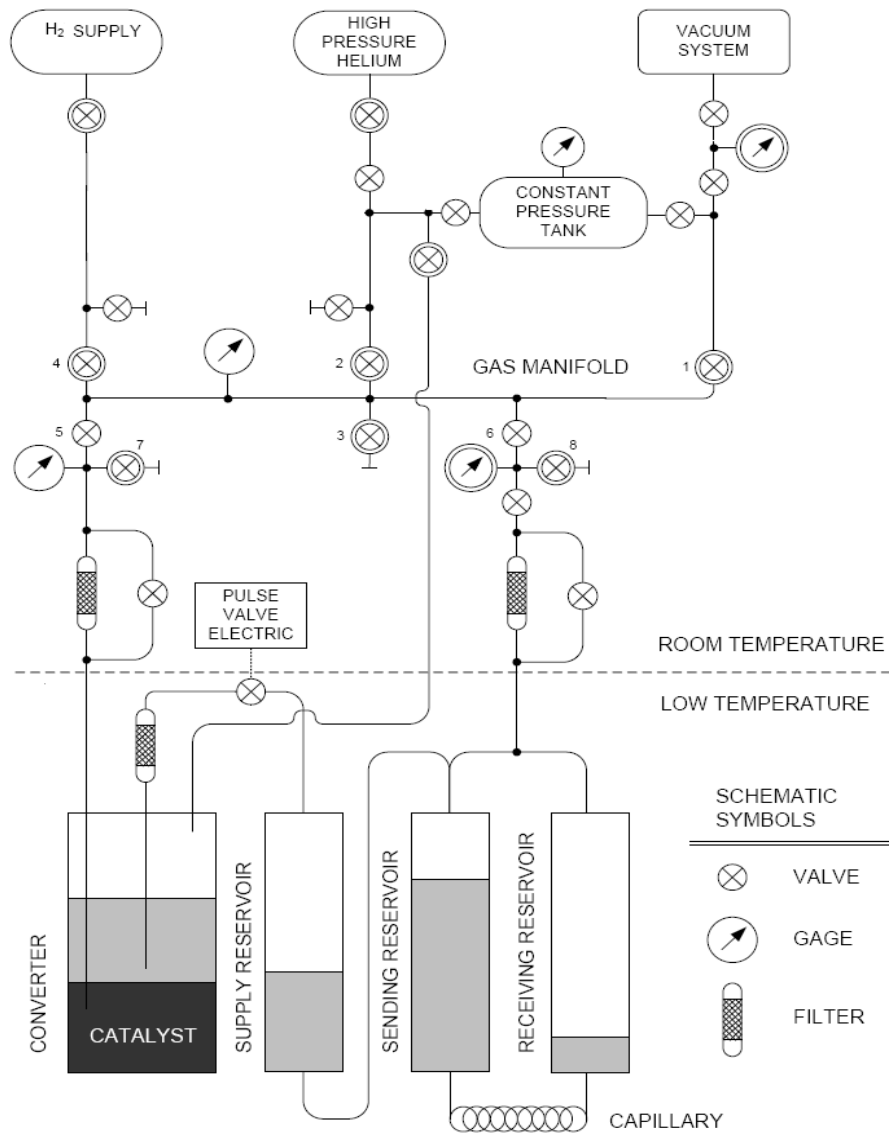 H2 SUPPLY
HIGH
PRESSURE
HELIUM
VACUUM
SYSTEM
CONSTANT
PRESSURE
TANK
4
2
GAS MANIFOLD
1
5
7
3
6
8
PULSE
VALVE
ELECTRIC
ROOM TEMPERATURE
LOW TEMPERATURE
CONVERTER
CATALYST
SUPPLY RESERVOIR
SENDING RESERVOIR
RECEIVING RESERVOIR
SCHEMATIC
SYMBOLS
VALVE
GAGE
FILTER
CAPILLARY